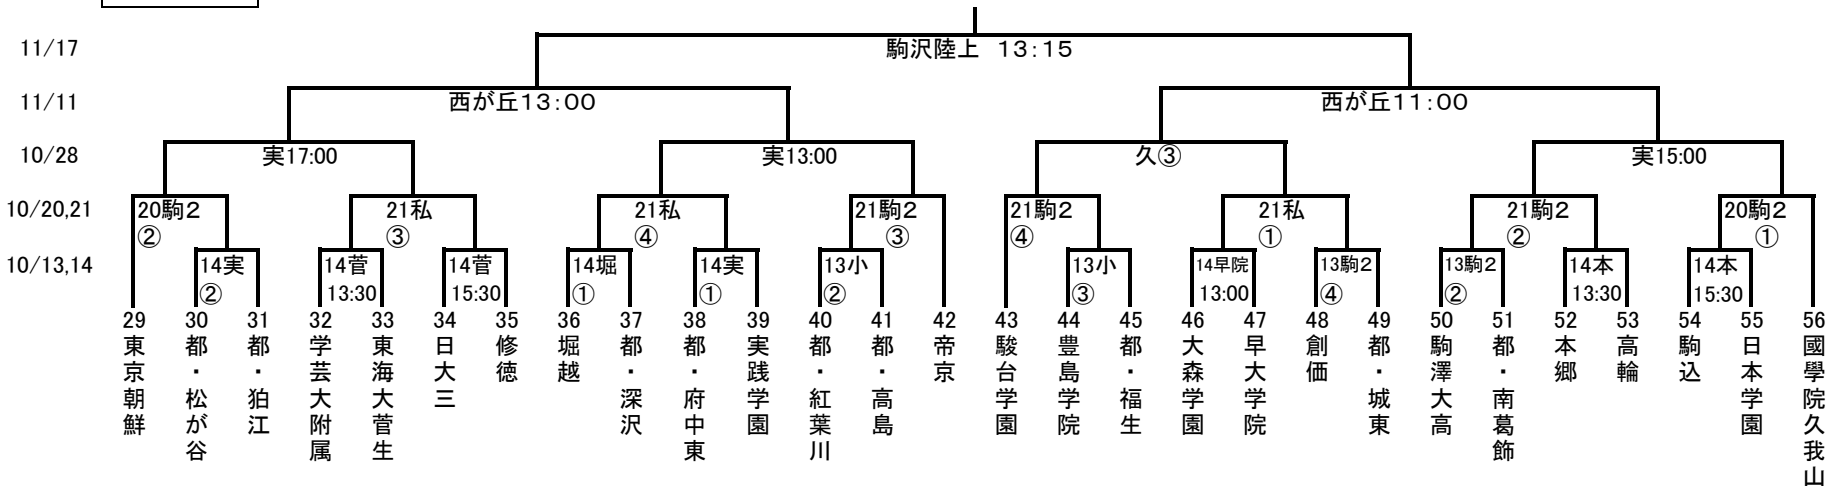 11/17
駒沢陸上　13:15
11/11
西が丘13:00
西が丘11:00
10/28
実17:00
実13:00
久③
実15:00
10/20,21
20駒2
②
21私
③
21私
④
21駒2
③
21駒2
④
21私
①
21駒2
②
20駒2
①
10/13,14
14実
②
14菅
13:30
14菅
15:30
14堀
①
14実
①
13小
②
13小
③
14早院
13:00
13駒2
④
13駒2
②
14本
13:30
14本
15:30
29
東京朝鮮
30
都・松が谷
31
都・狛江
32
学芸大附属
33
東海大菅生
34
日大三
35
修徳
36
堀越
37
都・深沢
38
都・府中東
39
実践学園
40
都・紅葉川
41
都・高島
42
帝京
43
駿台学園
44
豊島学院
45
都・福生
46
大森学園
47
早大学院
48
創価
49
都・城東
50
駒澤大高
51
都・南葛飾
52
本郷
53
高輪
54
駒込
55
日本学園
56
國學院久我山